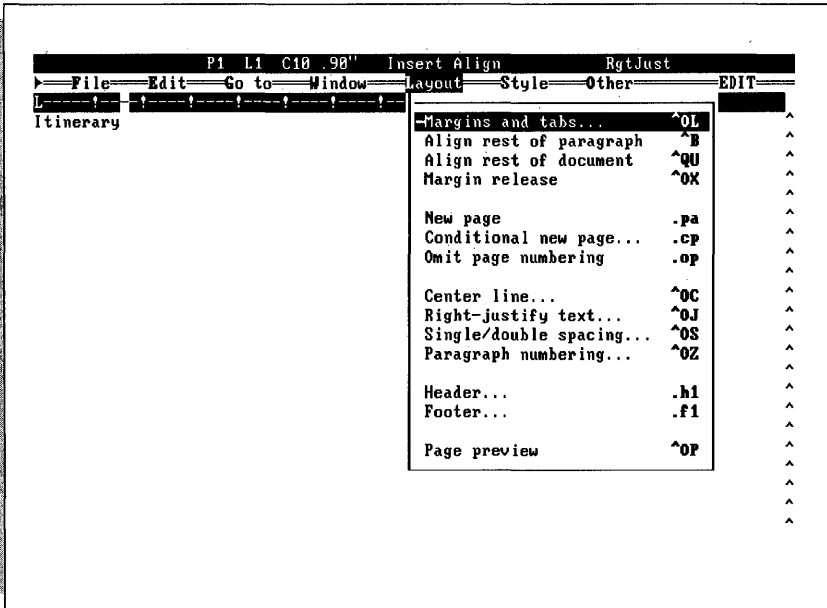 P1 L1 C10 .90" Insert Align RgtJust
File Edit Go to Window Layout Style Other EDIT
L-----!-- -!----!----!----!----!----!--
Itinerary
Margins and tabs... ^OL
Align rest of paragraph ^B
Align rest of document ^QU
Margin release ^OX
New page .pa
Conditional new page... .cp
Omit page numbering .op
Center line... ^OC
Right-justify text... ^OJ
Single/double spacing... ^OS
Paragraph numbering... ^OZ
Header... .h1
Footer... .f1
Page preview ^OP